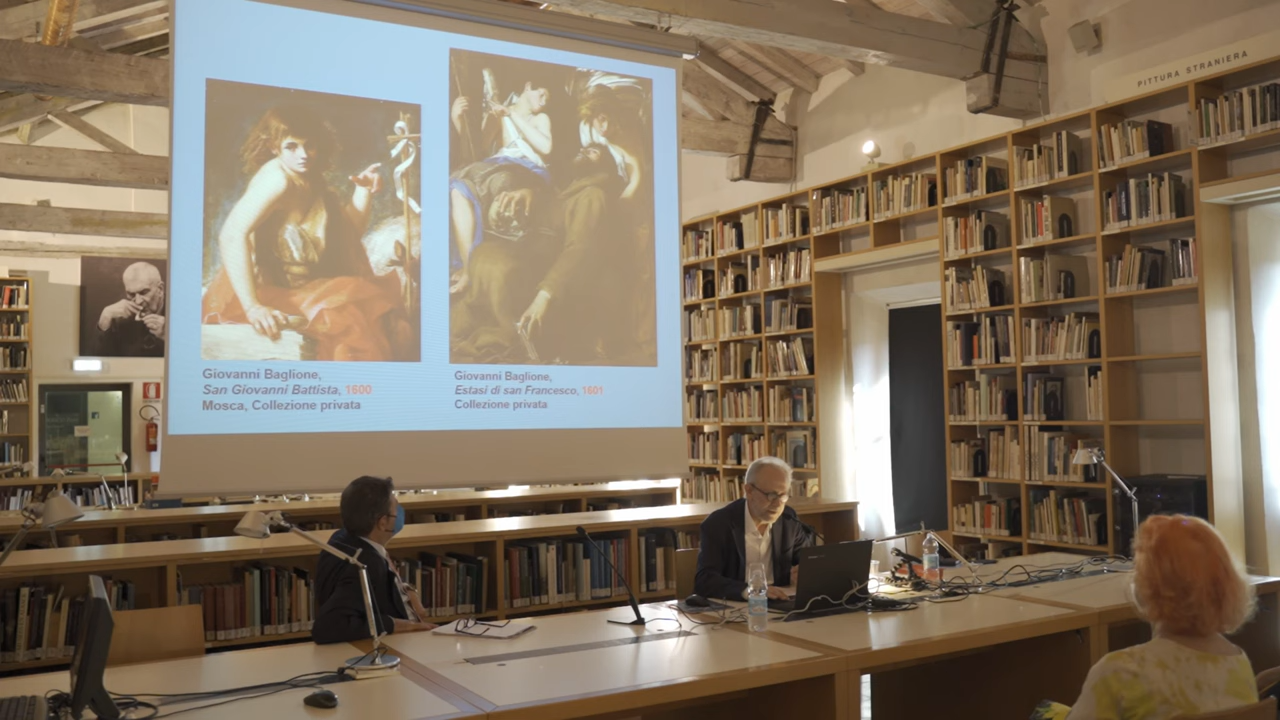 PITTURA STRANIERA
Giovanni Baglione,
San Giovanni Battista, 1600
Mosca, Collezione privata
Giovanni Baglione,
Estasi di san Francesco, 1601
Collezione privata